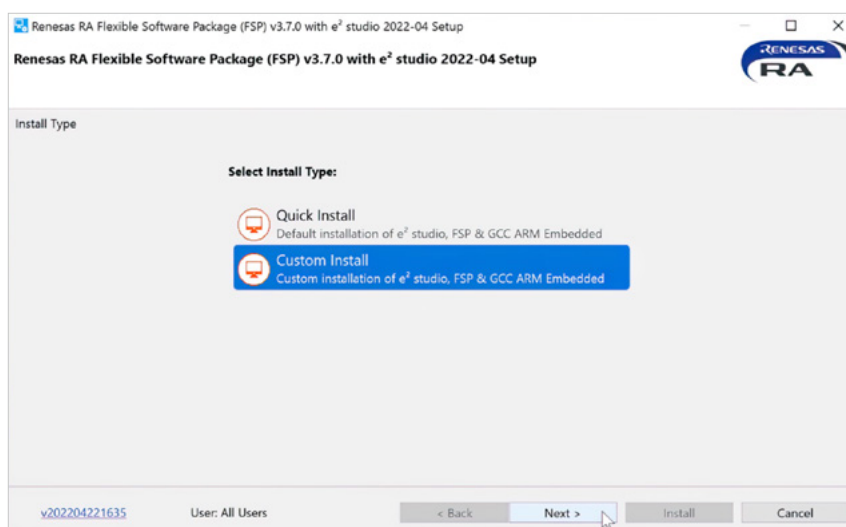 Renesas RA Flexible Software Package (FSP) v3.7.0 with e² studio 2022-04 Setup
Renesas RA Flexible Software Package (FSP) v3.7.0 with e² studio 2022-04 Setup
RENESAS
RA
Install Type
Select Install Type:
Quick Install
Default installation of e² studio, FSP & GCC ARM Embedded
Custom Install
Custom installation of e² studio, FSP & GCC ARM Embedded
v202204221635 User: All Users < Back Next > Install Cancel